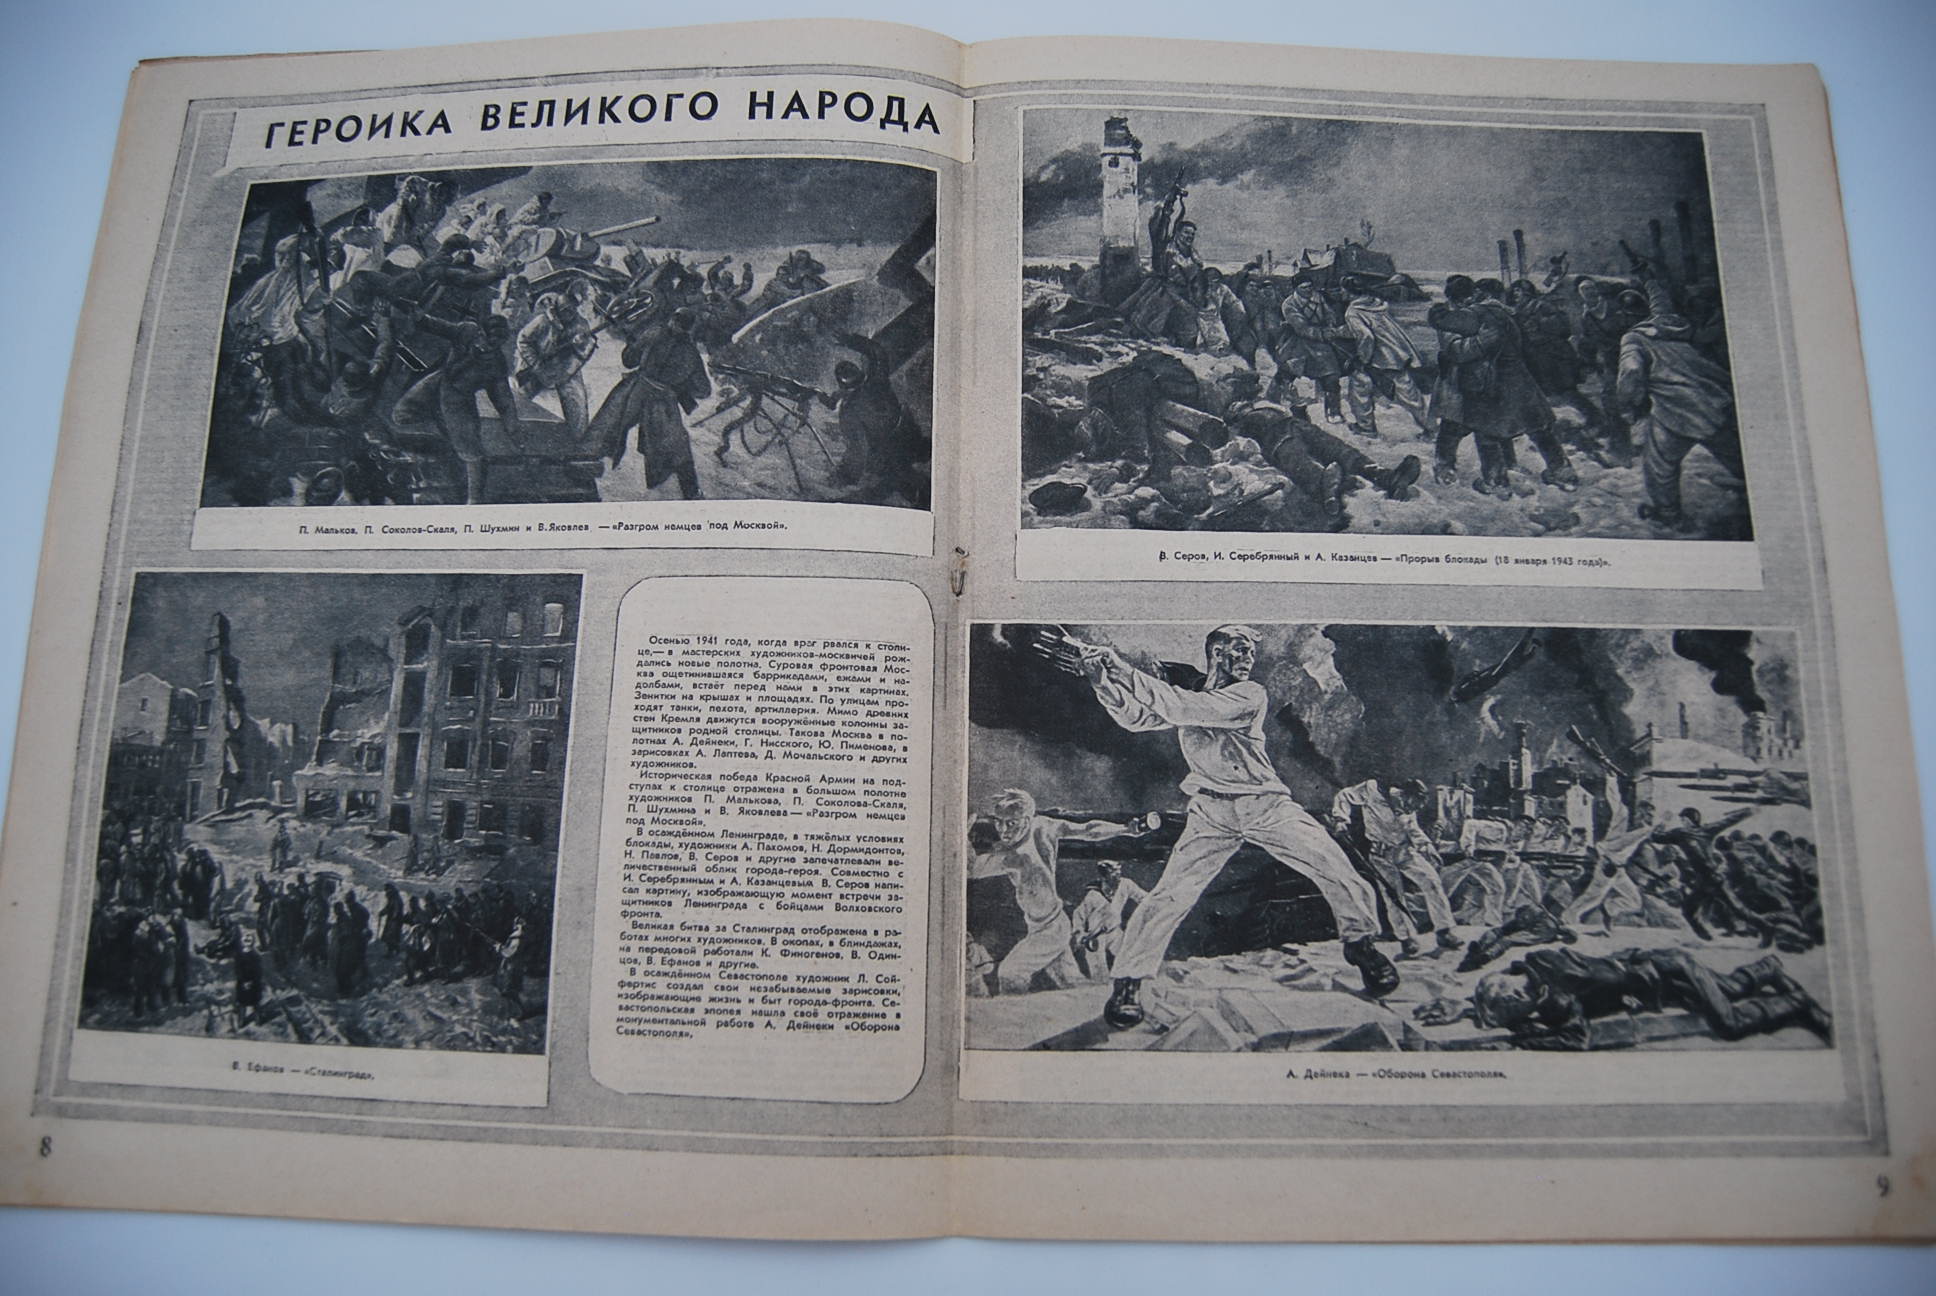 ГЕРОИКА ВЕЛИКОГО НАРОДА
П. Мальков, П. Соколов-Скаля, П. Шухмин и В. Яковлев — «Разгром немцев под Москвой».
В. Ефанов — «Сталинград».
Осенью 1941 года, когда враг рвался к столи-
це,— в мастерских художников-москвичей рож-
дались новые полотна. Суровая фронтовая Мос-
ква ощетинившаяся баррикадами, ежами и на-
долбами, встаёт перед нами в этих картинах.
Зенитки на крышах и площадях. По улицам про-
ходят танки, пехота, артиллерия. Мимо древних
стен Кремля движутся вооружённые колонны за-
щитников родной столицы. Такова Москва в по-
лотнах А. Дейнеки, Г. Нисского, Ю. Пименова, в
зарисовках А. Лаптева, Д. Мочальского и других
художников.
Историческая победа Красной Армии на под-
ступах к столице отражена в большом полотне
художников П. Малькова, П. Соколова-Скаля,
П. Шухмина и В. Яковлева — «Разгром немцев
под Москвой».
В осаждённом Ленинграде, в тяжёлых условиях
блокады, художники А. Пахомов, Н. Дормидонтов,
Н. Павлов, В. Серов и другие запечатлевали ве-
личественный облик города-героя. Совместно с
И. Серебрянным и А. Казанцевым В. Серов напи-
сал картину, изображающую момент встречи за-
щитников Ленинграда с бойцами Волховского
фронта.
Великая битва за Сталинград отображена в ра-
ботах многих художников. В окопах, в блиндажах,
на передовой работали К. Финогенов, В. Один-
цов, В. Ефанов и другие.
В осаждённом Севастополе художник Л. Сой-
фертис создал свои незабываемые зарисовки,
изображающие жизнь и быт города-фронта. Се-
вастопольская эпопея нашла своё отражение в
монументальной работе А. Дейнеки «Оборона
Севастополя».
8
В. Серов, И. Серебрянный и А. Казанцев — «Прорыв блокады (18 января 1943 года)».
А. Дейнека — «Оборона Севастополя».
9